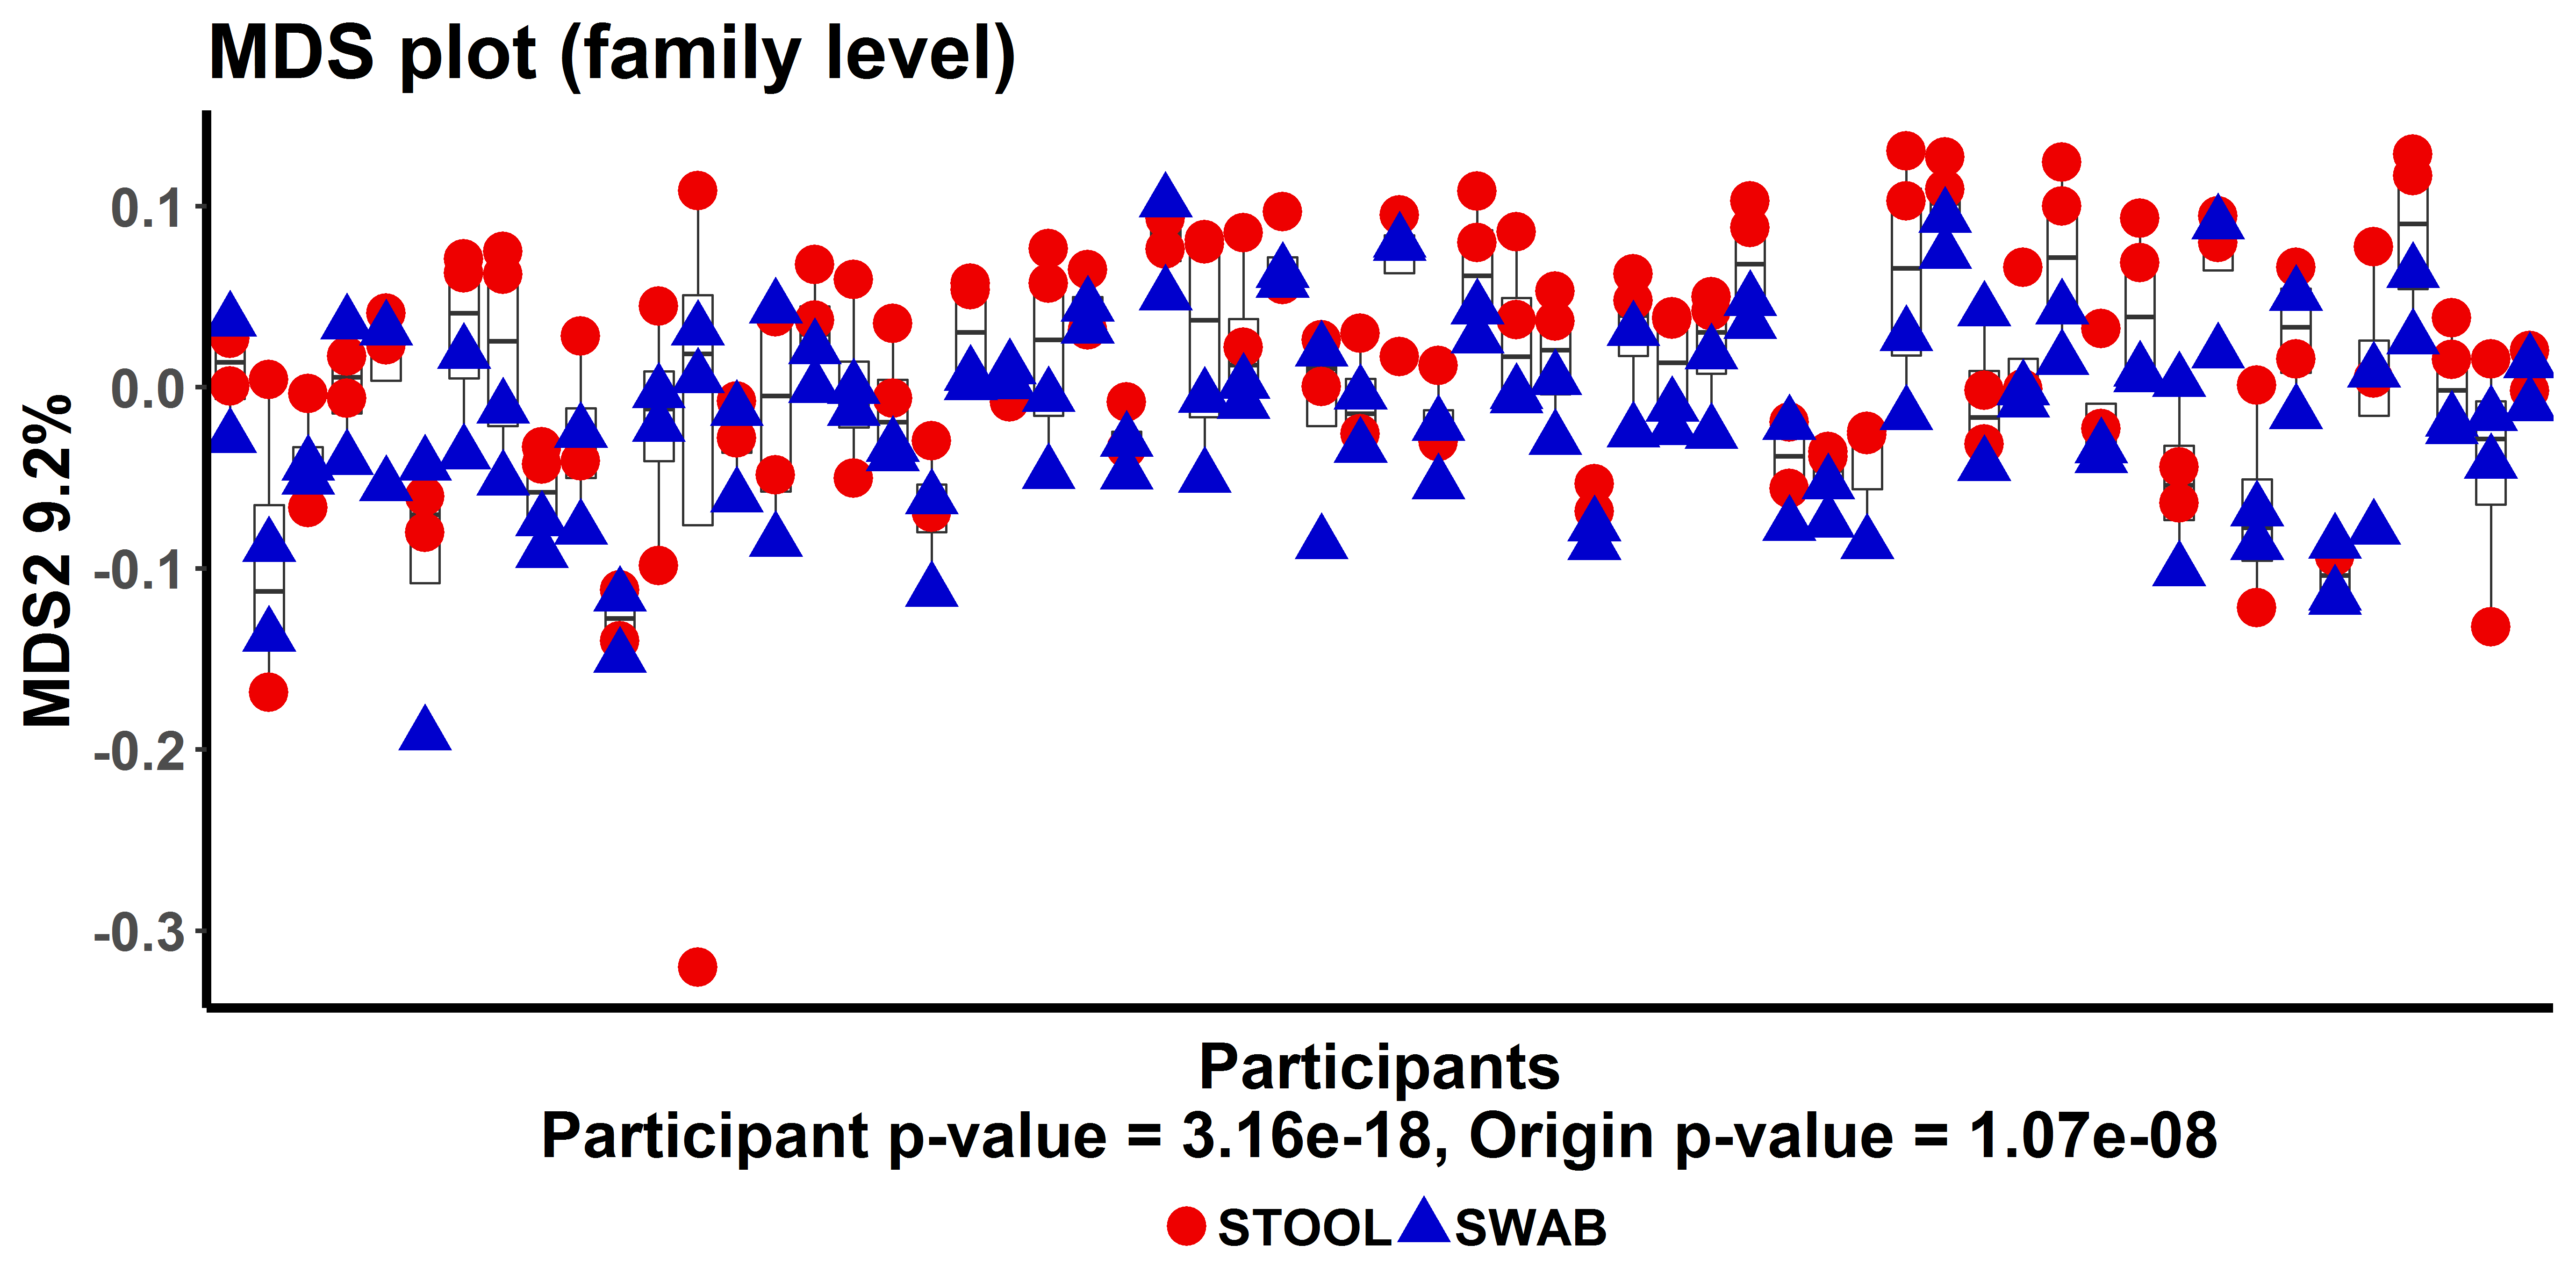 MDS plot (family level)
MDS2 9.2%
0.1
0.0
-0.1
-0.2
-0.3
Participants
Participant p-value = 3.16e-18, Origin p-value = 1.07e-08
STOOL SWAB